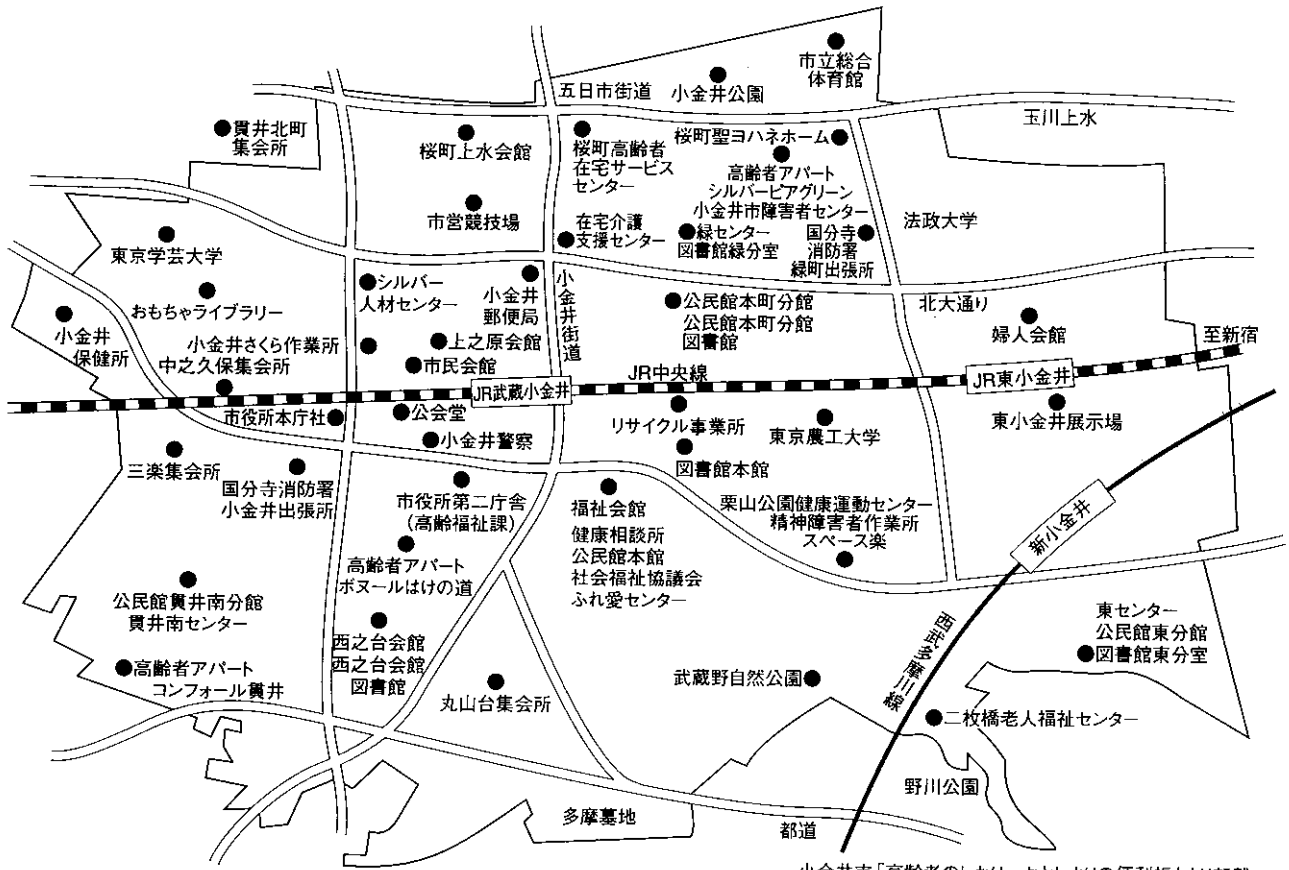 市立総合
体育館
五日市街道
小金井公園
玉川上水
貫井北町
集会所
桜町上水会館
桜町高齢者
在宅サービス
センター
桜町聖ヨハネホーム
高齢者アパート
シルバーピアグリーン
小金井市障害者センター
市営競技場
在宅介護
支援センター
緑センター
図書館緑分室
国分寺
消防署
緑町出張所
法政大学
東京学芸大学
おもちゃライブラリー
シルバー
人材センター
小金井
郵便局
小金井街道
公民館本町分館
公民館本町分館
図書館
北大通り
婦人会館
至新宿
小金井
保健所
小金井さくら作業所
中之久保集会所
上之原会館
市民会館
JR武蔵小金井
JR中央線
JR東小金井
市役所本庁社
公会堂
小金井警察
リサイクル事業所
東京農工大学
東小金井展示場
図書館本館
三楽集会所
国分寺消防署
小金井出張所
市役所第二庁舎
(高齢福祉課)
福祉会館
健康相談所
公民館本館
社会福祉協議会
ふれ愛センター
栗山公園健康運動センター
精神障害者作業所
スペース楽
新小金井
高齢者アパート
ボヌールはけの道
公民館貫井南分館
貫井南センター
西之台会館
西之台会館
図書館
東センター
公民館東分館
図書館東分室
高齢者アパート
コンフォール貫井
丸山台集会所
武蔵野自然公園
西武多摩川線
二枚橋老人福祉センター
野川公園
多摩墓地
都道